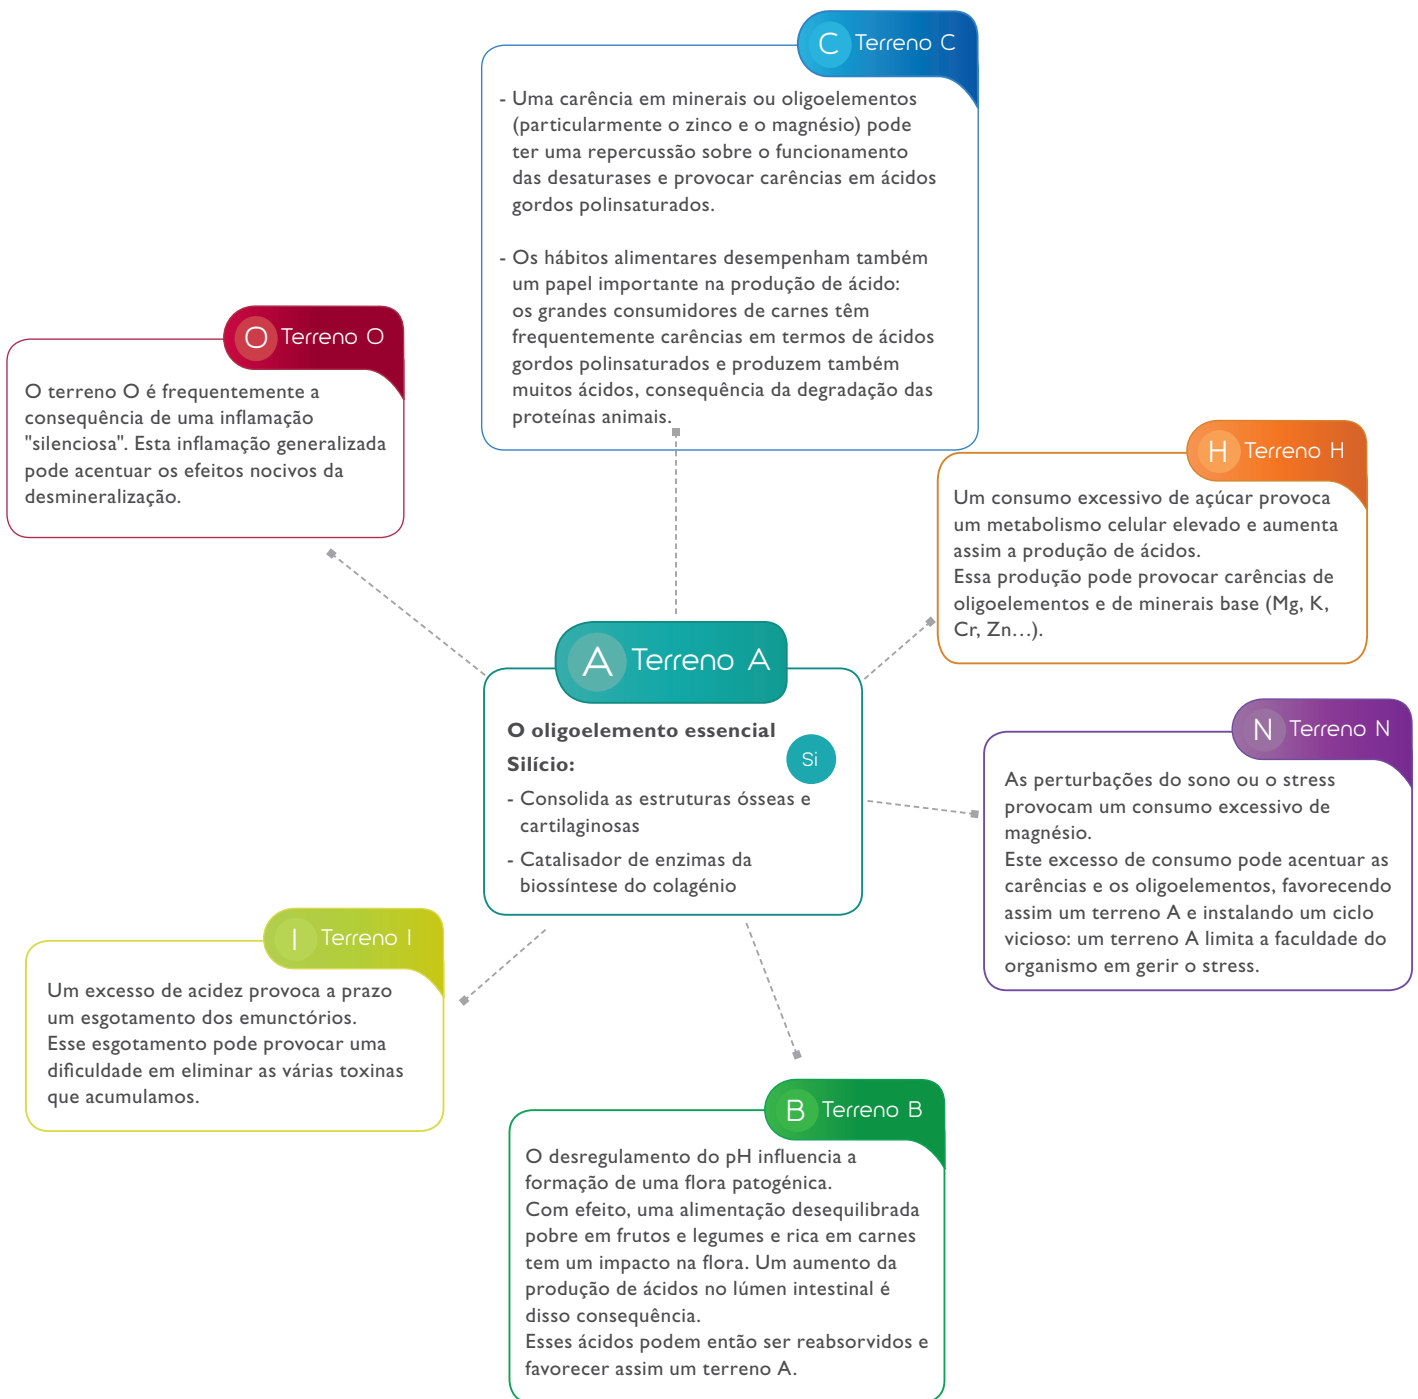 C Terreno C
- Uma carência em minerais ou oligoelementos
(particularmente o zinco e o magnésio) pode
ter uma repercussão sobre o funcionamento
das desaturases e provocar carências em ácidos
gordos polinsaturados.
- Os hábitos alimentares desempenham também
um papel importante na produção de ácido:
os grandes consumidores de carnes têm
frequentemente carências em termos de ácidos
gordos polinsaturados e produzem também
muitos ácidos, consequência da degradação das
proteínas animais.
O Terreno O
O terreno O é frequentemente a
consequência de uma inflamação
"silenciosa". Esta inflamação generalizada
pode acentuar os efeitos nocivos da
desmineralização.
H Terreno H
Um consumo excessivo de açúcar provoca
um metabolismo celular elevado e aumenta
assim a produção de ácidos.
Essa produção pode provocar carências de
oligoelementos e de minerais base (Mg, K,
Cr, Zn…).
A Terreno A
O oligoelemento essencial
Silício:
Si
- Consolida as estruturas ósseas e
cartilaginosas
- Catalisador de enzimas da
biossíntese do colagénio
N Terreno N
As perturbações do sono ou o stress
provocam um consumo excessivo de
magnésio.
Este excesso de consumo pode acentuar as
carências e os oligoelementos, favorecendo
assim um terreno A e instalando um ciclo
vicioso: um terreno A limita a faculdade do
organismo em gerir o stress.
I Terreno I
Um excesso de acidez provoca a prazo
um esgotamento dos emunctórios.
Esse esgotamento pode provocar uma
dificuldade em eliminar as várias toxinas
que acumulamos.
B Terreno B
O desregulamento do pH influencia a
formação de uma flora patogénica.
Com efeito, uma alimentação desequilibrada
pobre em frutos e legumes e rica em carnes
tem um impacto na flora. Um aumento da
produção de ácidos no lúmen intestinal é
disso consequência.
Esses ácidos podem então ser reabsorvidos e
favorecer assim um terreno A.